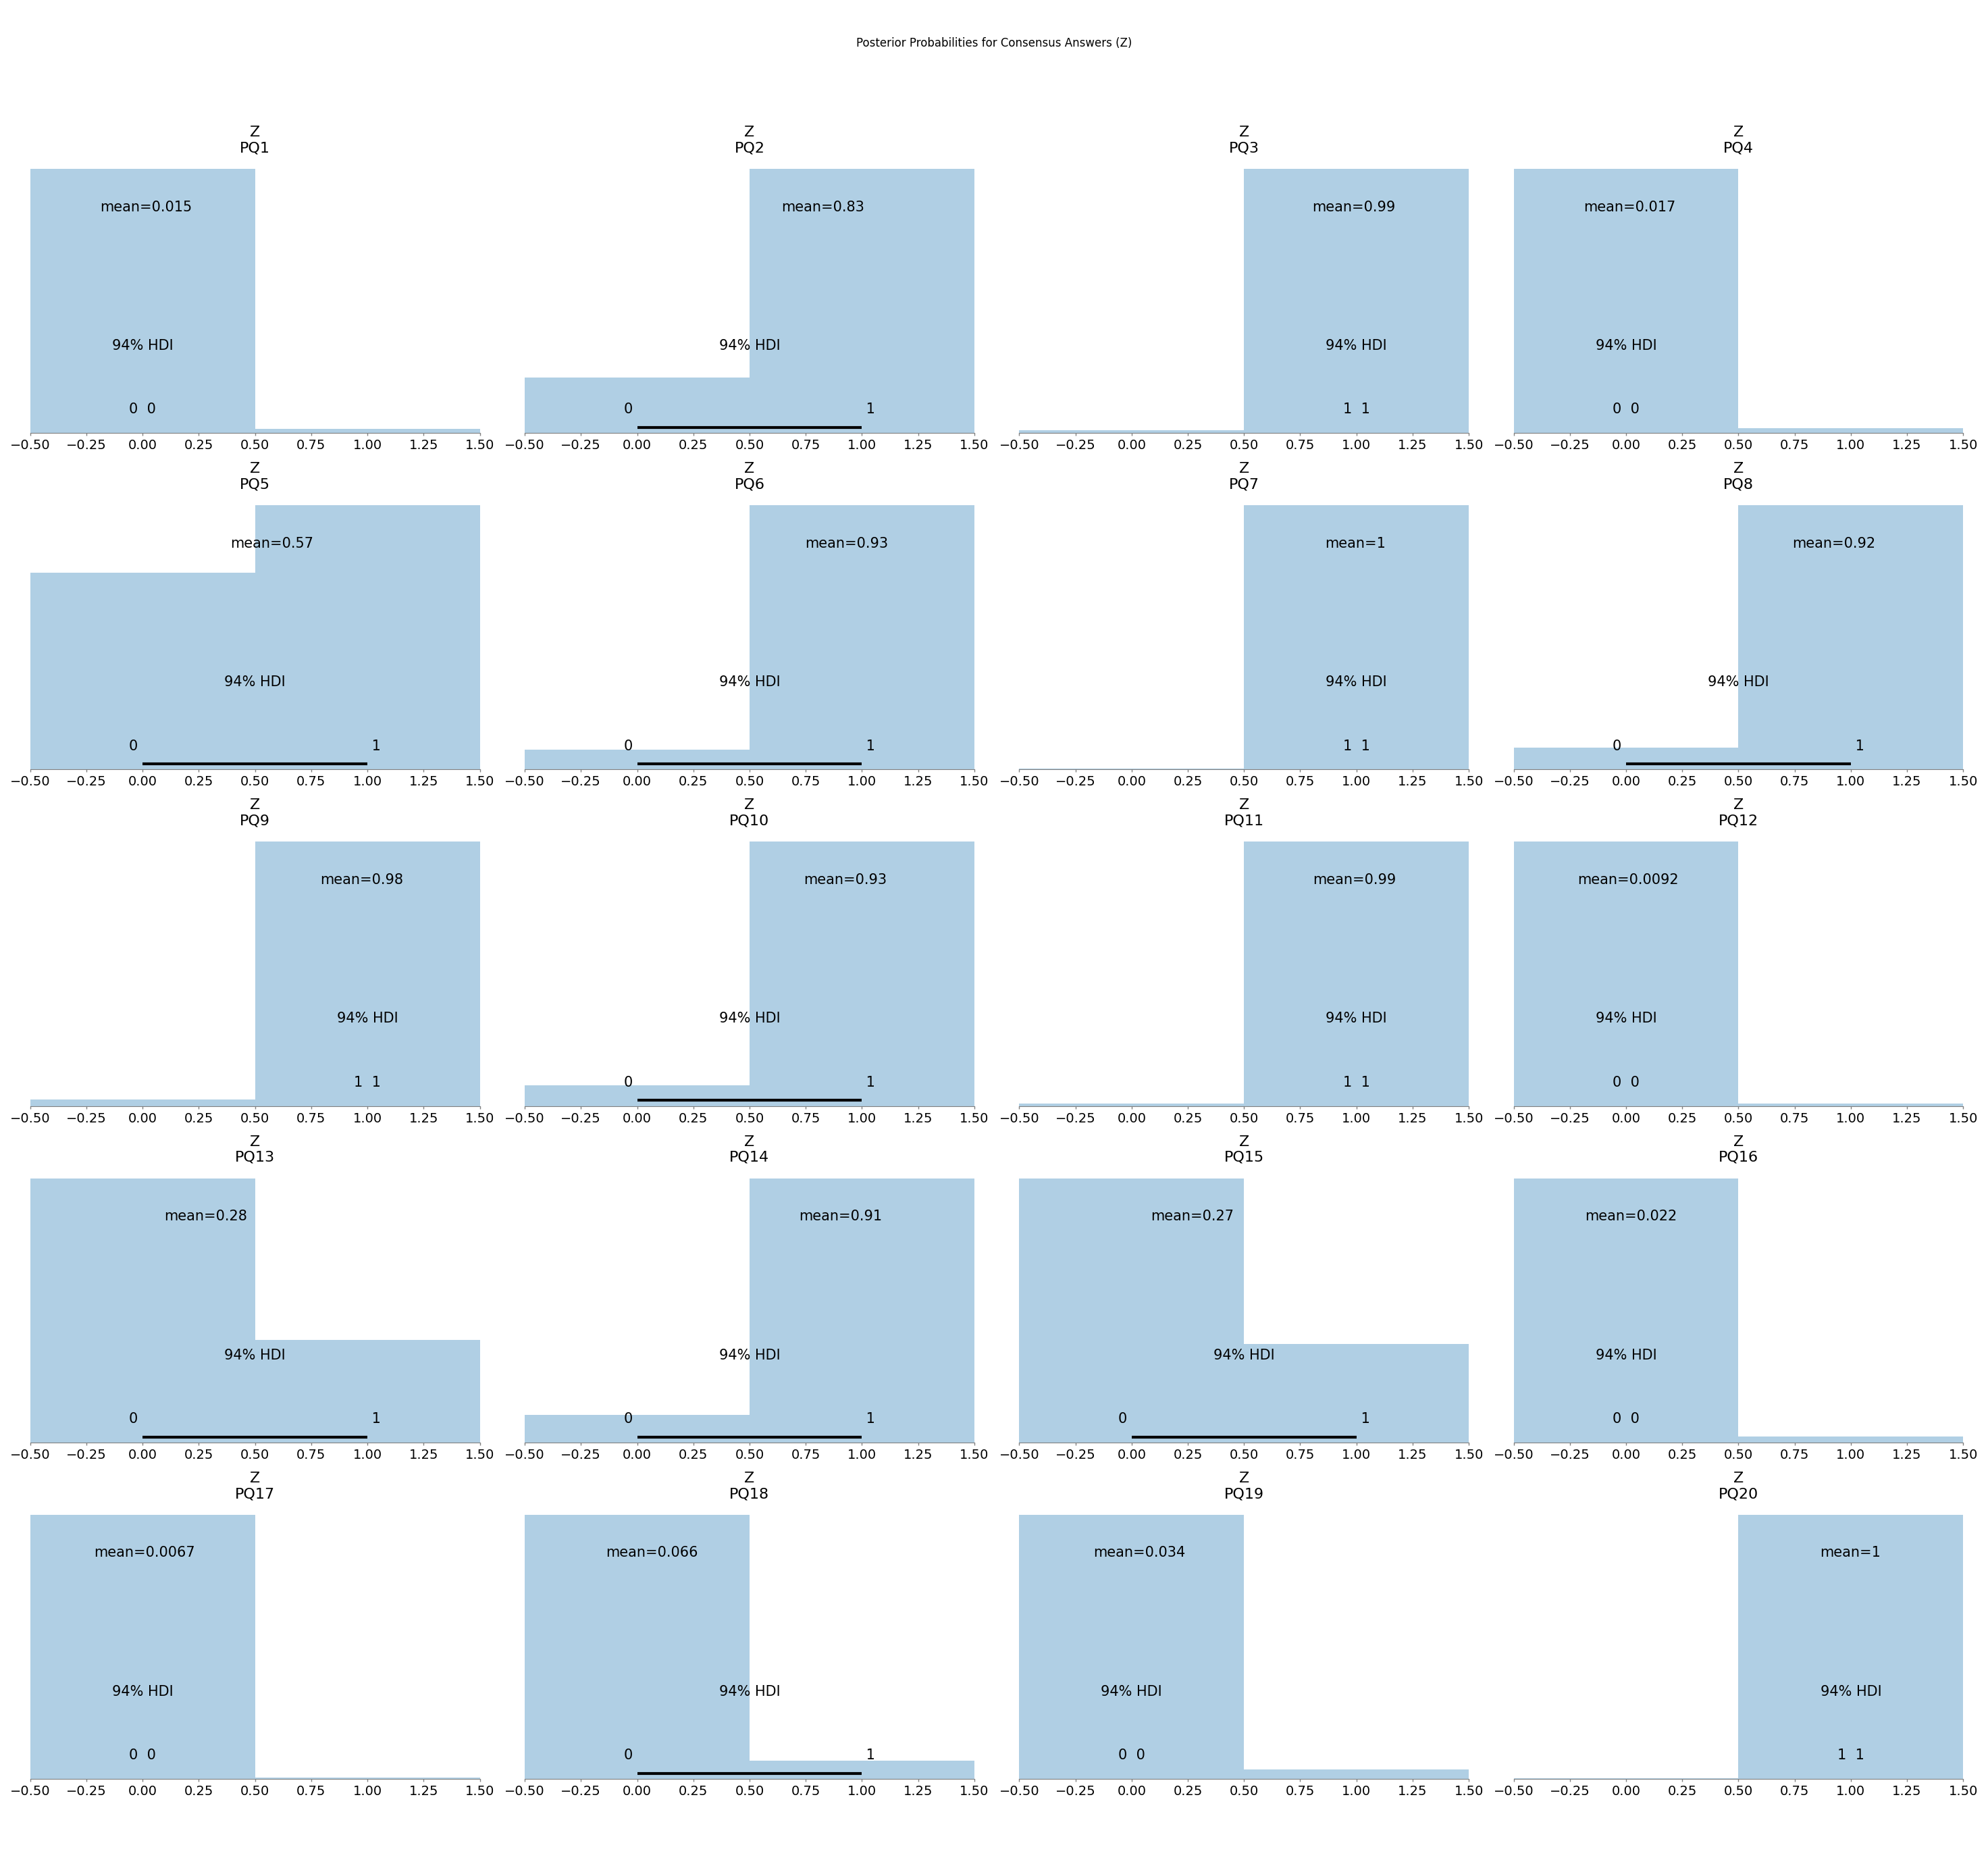 Posterior Probabilities for Consensus Answers (Z)
Z Z Z Z
PQ1 PQ2 PQ3 PQ4
mean=0.015 mean=0.83 mean=0.99 mean=0.017
94% HDI 94% HDI 94% HDI 94% HDI
0 0 0 1 1 1 0 0
−0.50 −0.25 0.00 0.25 0.50 0.75 1.00 1.25 1.50 −0.50 −0.25 0.00 0.25 0.50 0.75 1.00 1.25 1.50 −0.50 −0.25 0.00 0.25 0.50 0.75 1.00 1.25 1.50 −0.50 −0.25 0.00 0.25 0.50 0.75 1.00 1.25 1.50
Z Z Z Z
PQ5 PQ6 PQ7 PQ8
mean=0.57 mean=0.93 mean=1 mean=0.92
94% HDI 94% HDI 94% HDI 94% HDI
0 1 0 1 1 1 0 1
−0.50 −0.25 0.00 0.25 0.50 0.75 1.00 1.25 1.50 −0.50 −0.25 0.00 0.25 0.50 0.75 1.00 1.25 1.50 −0.50 −0.25 0.00 0.25 0.50 0.75 1.00 1.25 1.50 −0.50 −0.25 0.00 0.25 0.50 0.75 1.00 1.25 1.50
Z Z Z Z
PQ9 PQ10 PQ11 PQ12
mean=0.98 mean=0.93 mean=0.99 mean=0.0092
94% HDI 94% HDI 94% HDI 94% HDI
1 1 0 1 1 1 0 0
−0.50 −0.25 0.00 0.25 0.50 0.75 1.00 1.25 1.50 −0.50 −0.25 0.00 0.25 0.50 0.75 1.00 1.25 1.50 −0.50 −0.25 0.00 0.25 0.50 0.75 1.00 1.25 1.50 −0.50 −0.25 0.00 0.25 0.50 0.75 1.00 1.25 1.50
Z Z Z Z
PQ13 PQ14 PQ15 PQ16
mean=0.28 mean=0.91 mean=0.27 mean=0.022
94% HDI 94% HDI 94% HDI 94% HDI
0 1 0 1 0 1 0 0
−0.50 −0.25 0.00 0.25 0.50 0.75 1.00 1.25 1.50 −0.50 −0.25 0.00 0.25 0.50 0.75 1.00 1.25 1.50 −0.50 −0.25 0.00 0.25 0.50 0.75 1.00 1.25 1.50 −0.50 −0.25 0.00 0.25 0.50 0.75 1.00 1.25 1.50
Z Z Z Z
PQ17 PQ18 PQ19 PQ20
mean=0.0067 mean=0.066 mean=0.034 mean=1
94% HDI 94% HDI 94% HDI 94% HDI
0 0 0 1 0 0 1 1
−0.50 −0.25 0.00 0.25 0.50 0.75 1.00 1.25 1.50 −0.50 −0.25 0.00 0.25 0.50 0.75 1.00 1.25 1.50 −0.50 −0.25 0.00 0.25 0.50 0.75 1.00 1.25 1.50 −0.50 −0.25 0.00 0.25 0.50 0.75 1.00 1.25 1.50